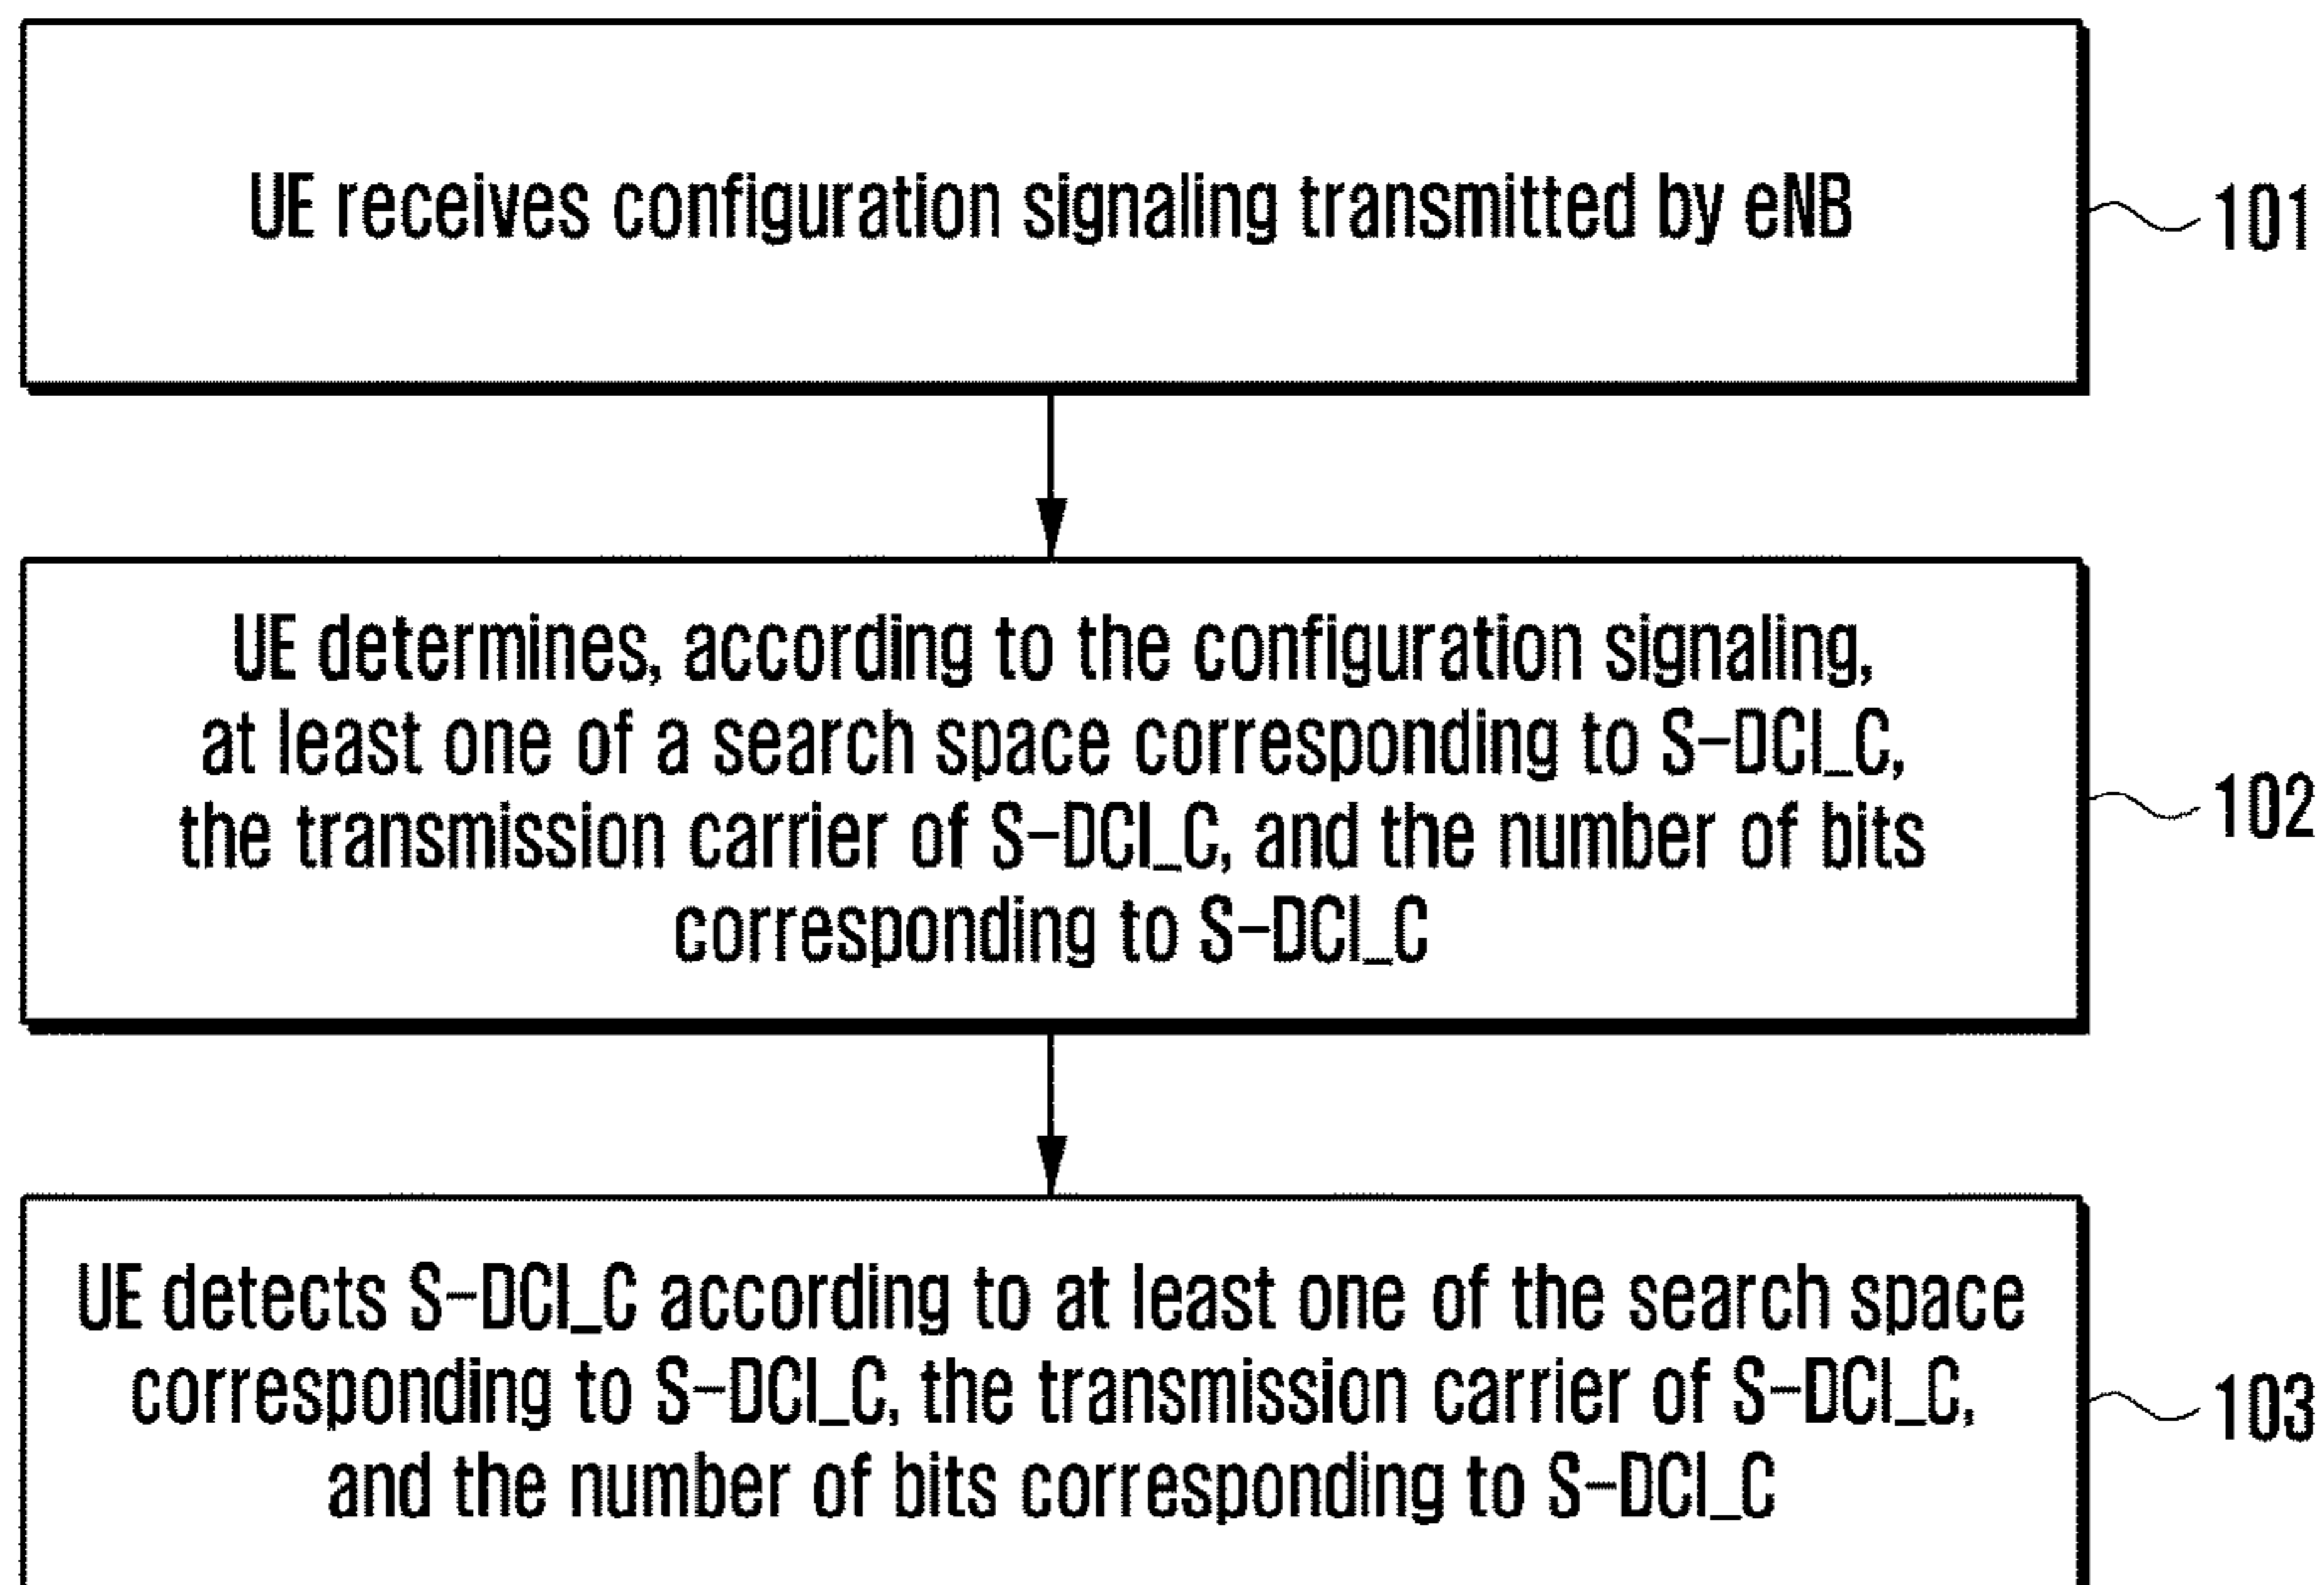 UE receives configuration signaling transmitted by eNB
101
UE determines, according to the configuration signaling,
at least one of a search space corresponding to S-DCI_C,
the transmission carrier of S-DCI_C, and the number of bits
corresponding to S-DCI_C
102
UE detects S-DCI_C according to at least one of the search space
corresponding to S-DCI_C, the transmission carrier of S-DCI_C,
and the number of bits corresponding to S-DCI_C
103